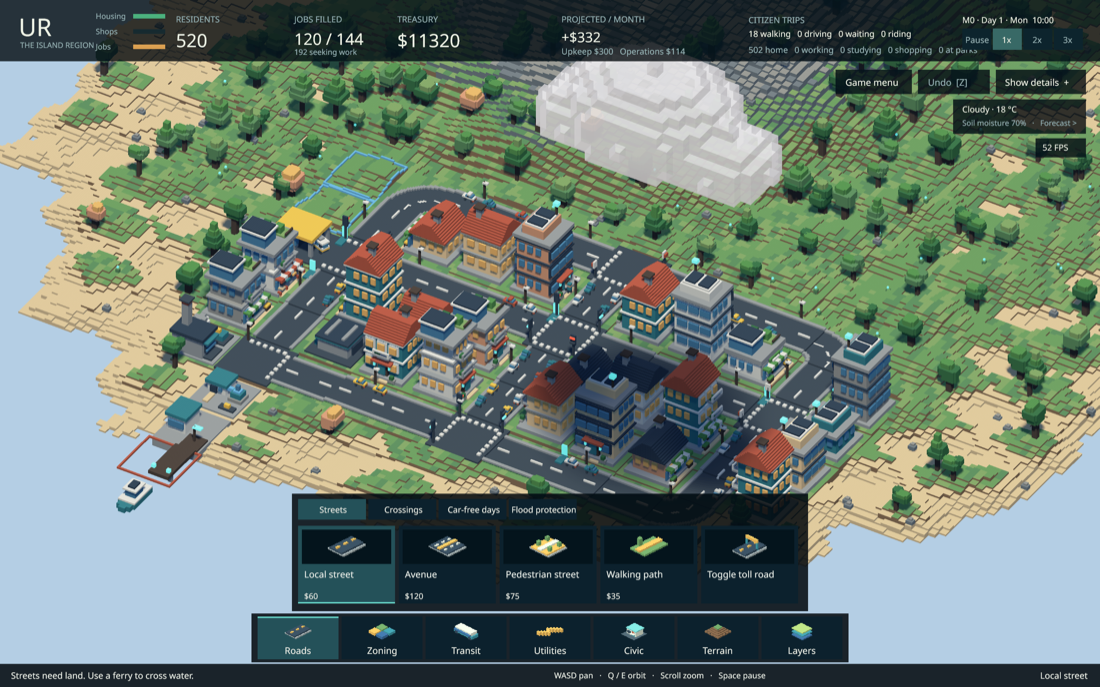 UR
THE ISLAND REGION
Housing
Shops
Jobs
RESIDENTS
520
JOBS FILLED
120 / 144
192 seeking work
TREASURY
$11320
PROJECTED / MONTH
+$332
Upkeep $300 Operations $114
CITIZEN TRIPS
18 walking 0 driving 0 waiting 0 riding
502 home 0 working 0 studying 0 shopping 0 at parks
M0 · Day 1 · Mon 10:00
Pause 1x 2x 3x
Game menu
Undo [Z]
Show details +
Cloudy · 18 °C
Soil moisture 70% · Forecast >
52 FPS
Streets
Crossings
Car-free days
Flood protection
Local street
$60
Avenue
$120
Pedestrian street
$75
Walking path
$35
Toggle toll road
Roads
Zoning
Transit
Utilities
Civic
Terrain
Layers
Streets need land. Use a ferry to cross water.
WASD pan · Q / E orbit · Scroll zoom · Space pause
Local street